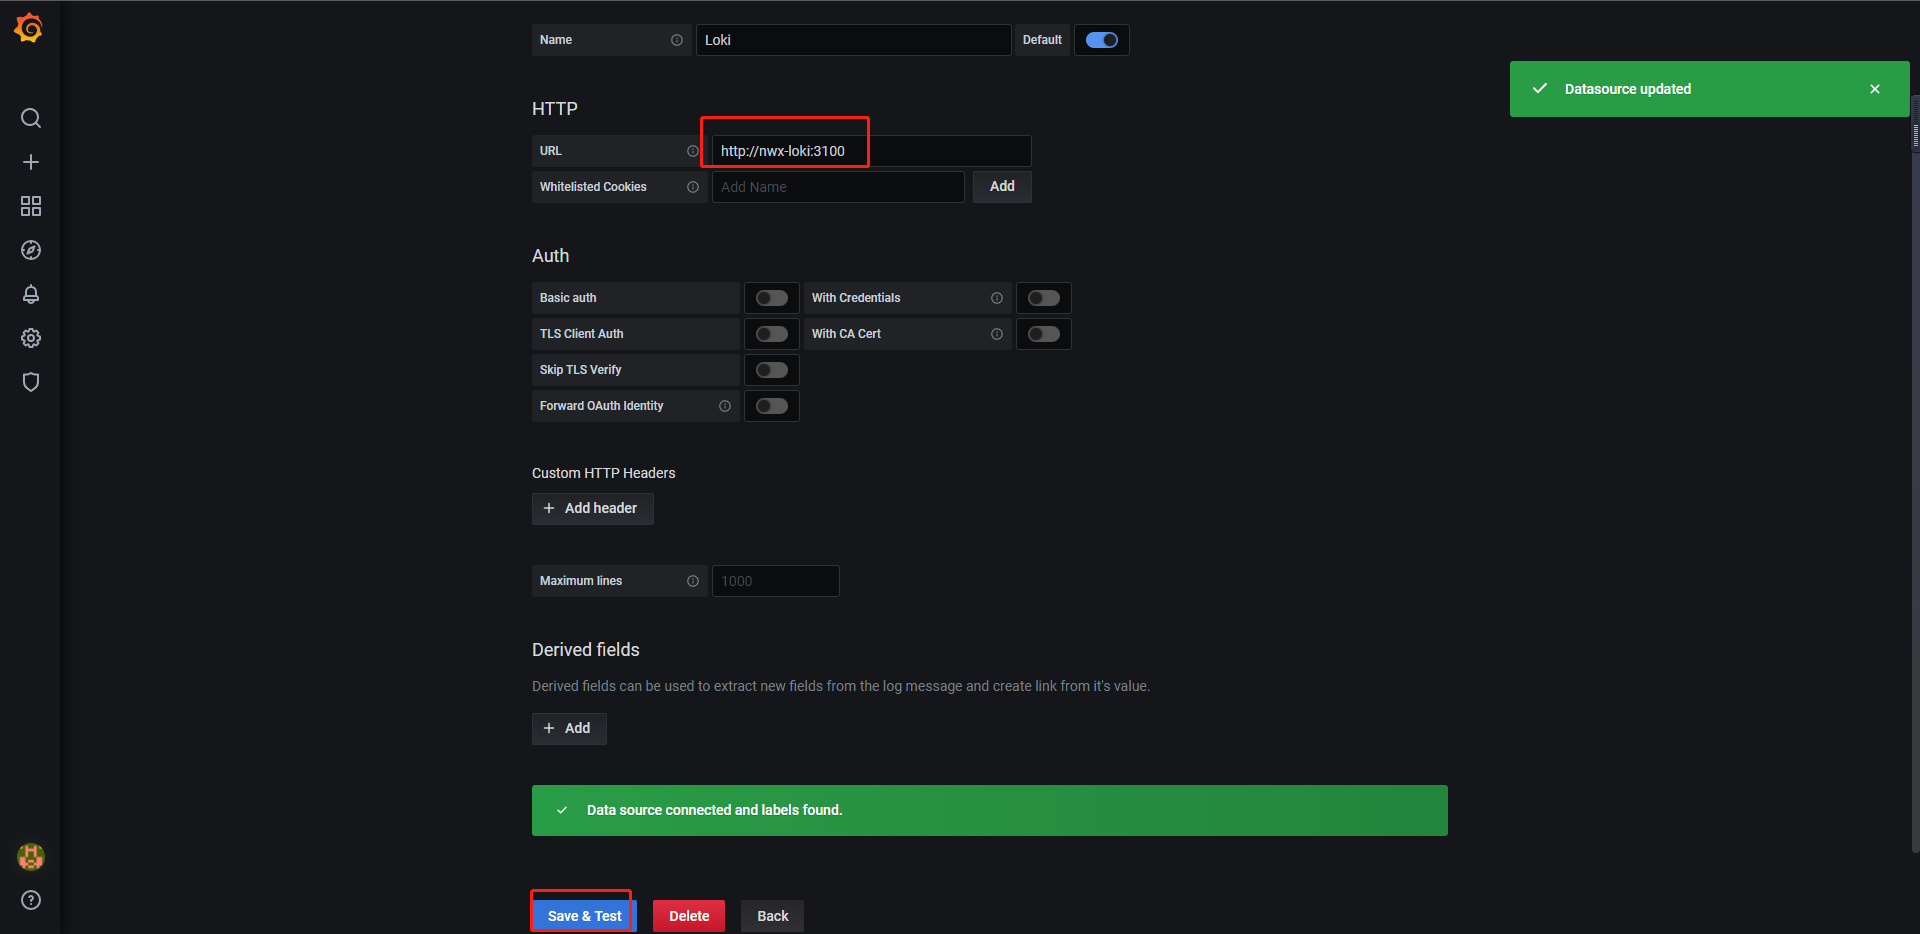 Name Loki Default
Datasource updated
HTTP
URL http://nwx-loki:3100
Whitelisted Cookies Add Name Add
Auth
Basic auth With Credentials
TLS Client Auth With CA Cert
Skip TLS Verify
Forward OAuth Identity
Custom HTTP Headers
Add header
Maximum lines 1000
Derived fields
Derived fields can be used to extract new fields from the log message and create link from it's value.
Add
Data source connected and labels found.
Save & Test Delete Back